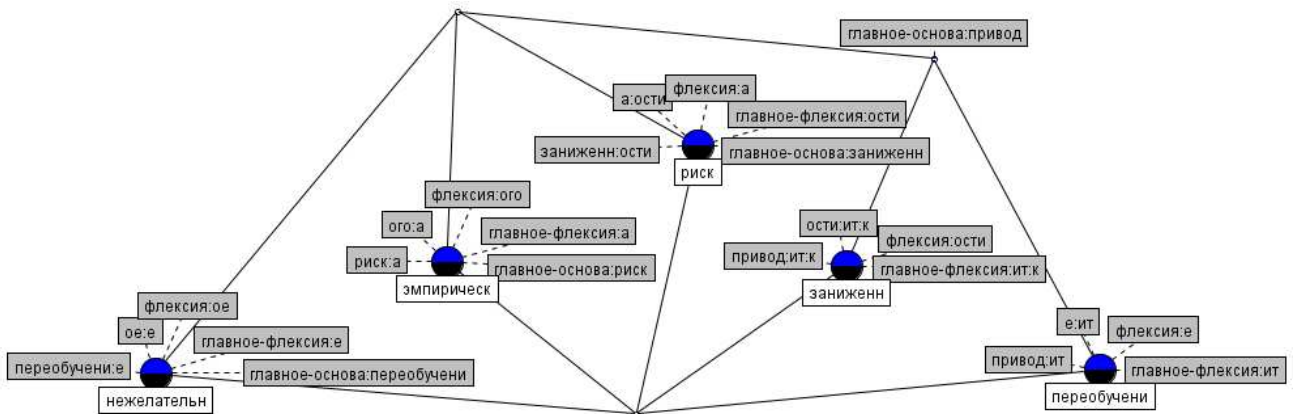 главное-основа:привод
флексия:а
а:ости
главное-флексия:ости
заниженн:ости
главное-основа:заниженн
риск
флексия:ого
ого:а
главное-флексия:а
риск:а
главное-основа:риск
эмпирическ
ости:ит:к
флексия:ости
привод:ит:к
главное-флексия:ит:к
заниженн
флексия:ое
ое:е
главное-флексия:е
переобучени:е
главное-основа:переобучени
нежелательн
е:ит
флексия:е
привод:ит
главное-флексия:ит
переобучени